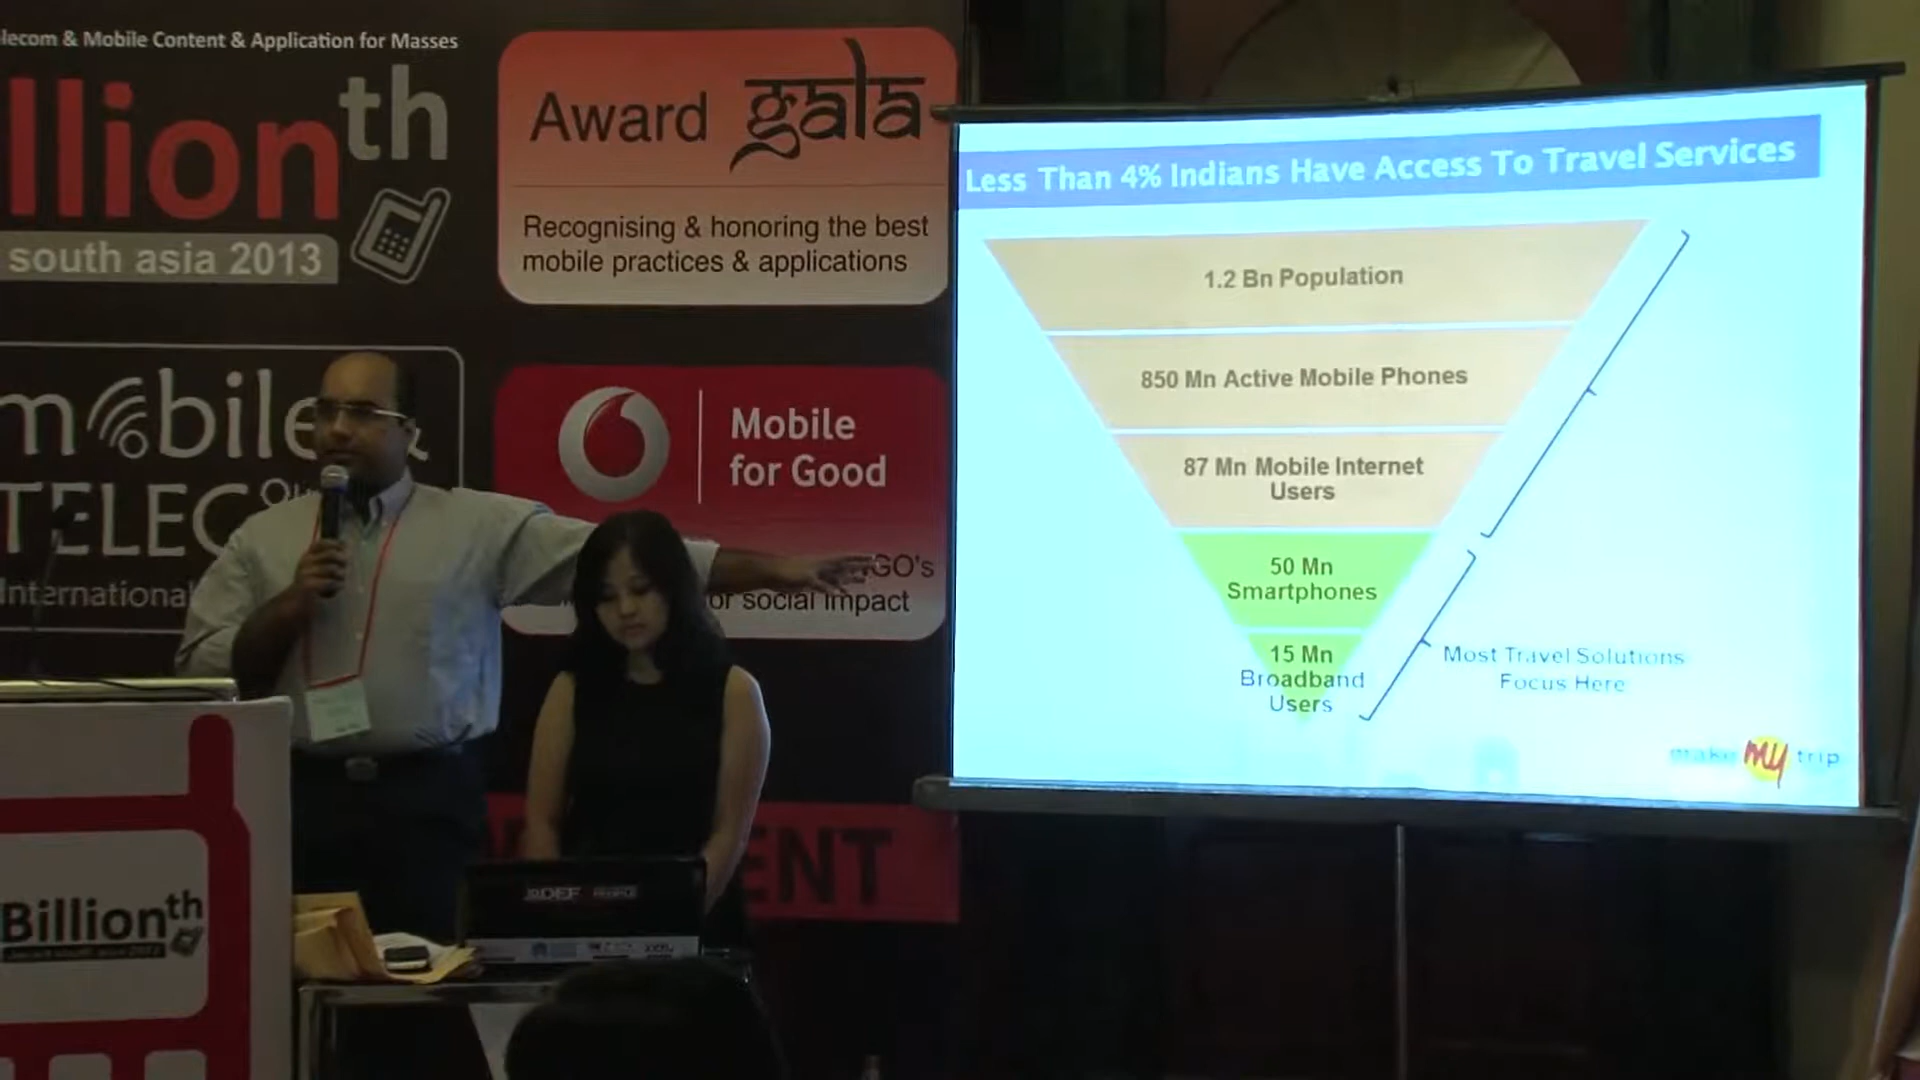 lecom & Mobile Content & Application for Masses
llionth
south asia 2013
Award gala
Recognising & honoring the best
mobile practices & applications
mobile &
TELEC
International
Mobile
for Good
GO's
or social impact
ENT
Billionth
Less Than 4% Indians Have Access To Travel Services
1.2 Bn Population
850 Mn Active Mobile Phones
87 Mn Mobile Internet
Users
50 Mn
Smartphones
15 Mn
Broadband
Users
Most Travel Solutions
Focus Here
make my trip